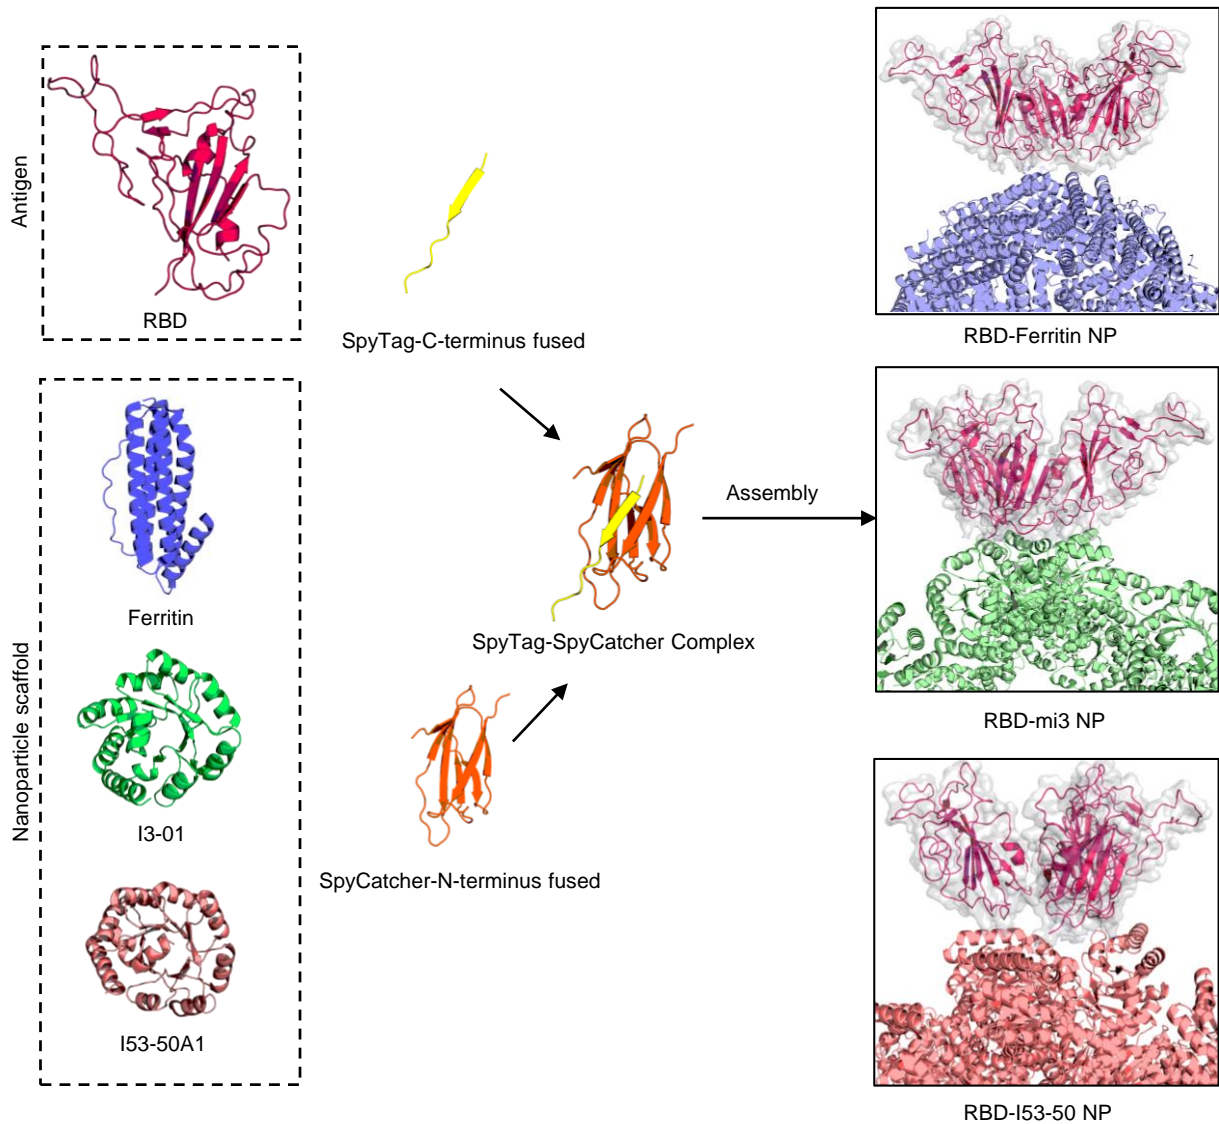 Antigen
RBD
SpyTag-C-terminus fused
RBD-Ferritin NP
Nanoparticle scaffold
Ferritin
I3-01
I53-50A1
SpyTag-SpyCatcher Complex
SpyCatcher-N-terminus fused
Assembly
RBD-mi3 NP
RBD-I53-50 NP